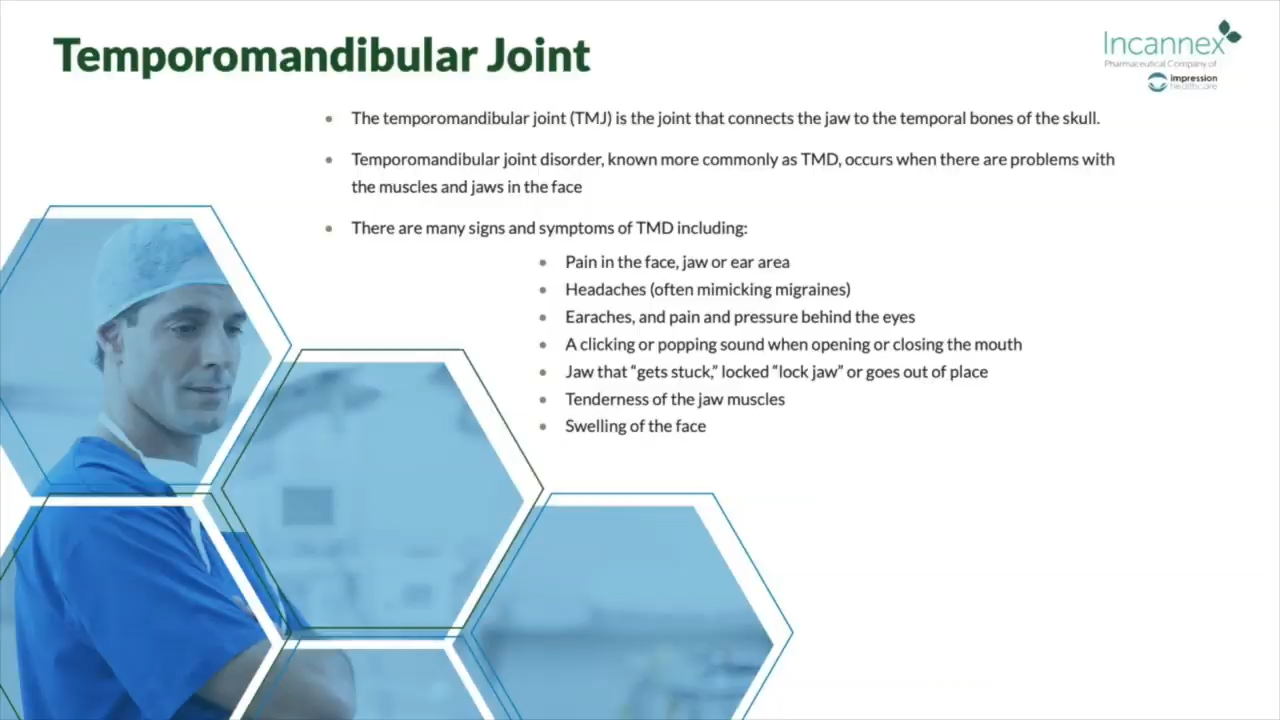 Temporomandibular Joint
Incannex
Pharmaceutical Company of
impression
healthcare
• The temporomandibular joint (TMJ) is the joint that connects the jaw to the temporal bones of the skull.
• Temporomandibular joint disorder, known more commonly as TMD, occurs when there are problems with
the muscles and jaws in the face
• There are many signs and symptoms of TMD including:
• Pain in the face, jaw or ear area
• Headaches (often mimicking migraines)
• Earaches, and pain and pressure behind the eyes
• A clicking or popping sound when opening or closing the mouth
• Jaw that “gets stuck,” locked “lock jaw” or goes out of place
• Tenderness of the jaw muscles
• Swelling of the face